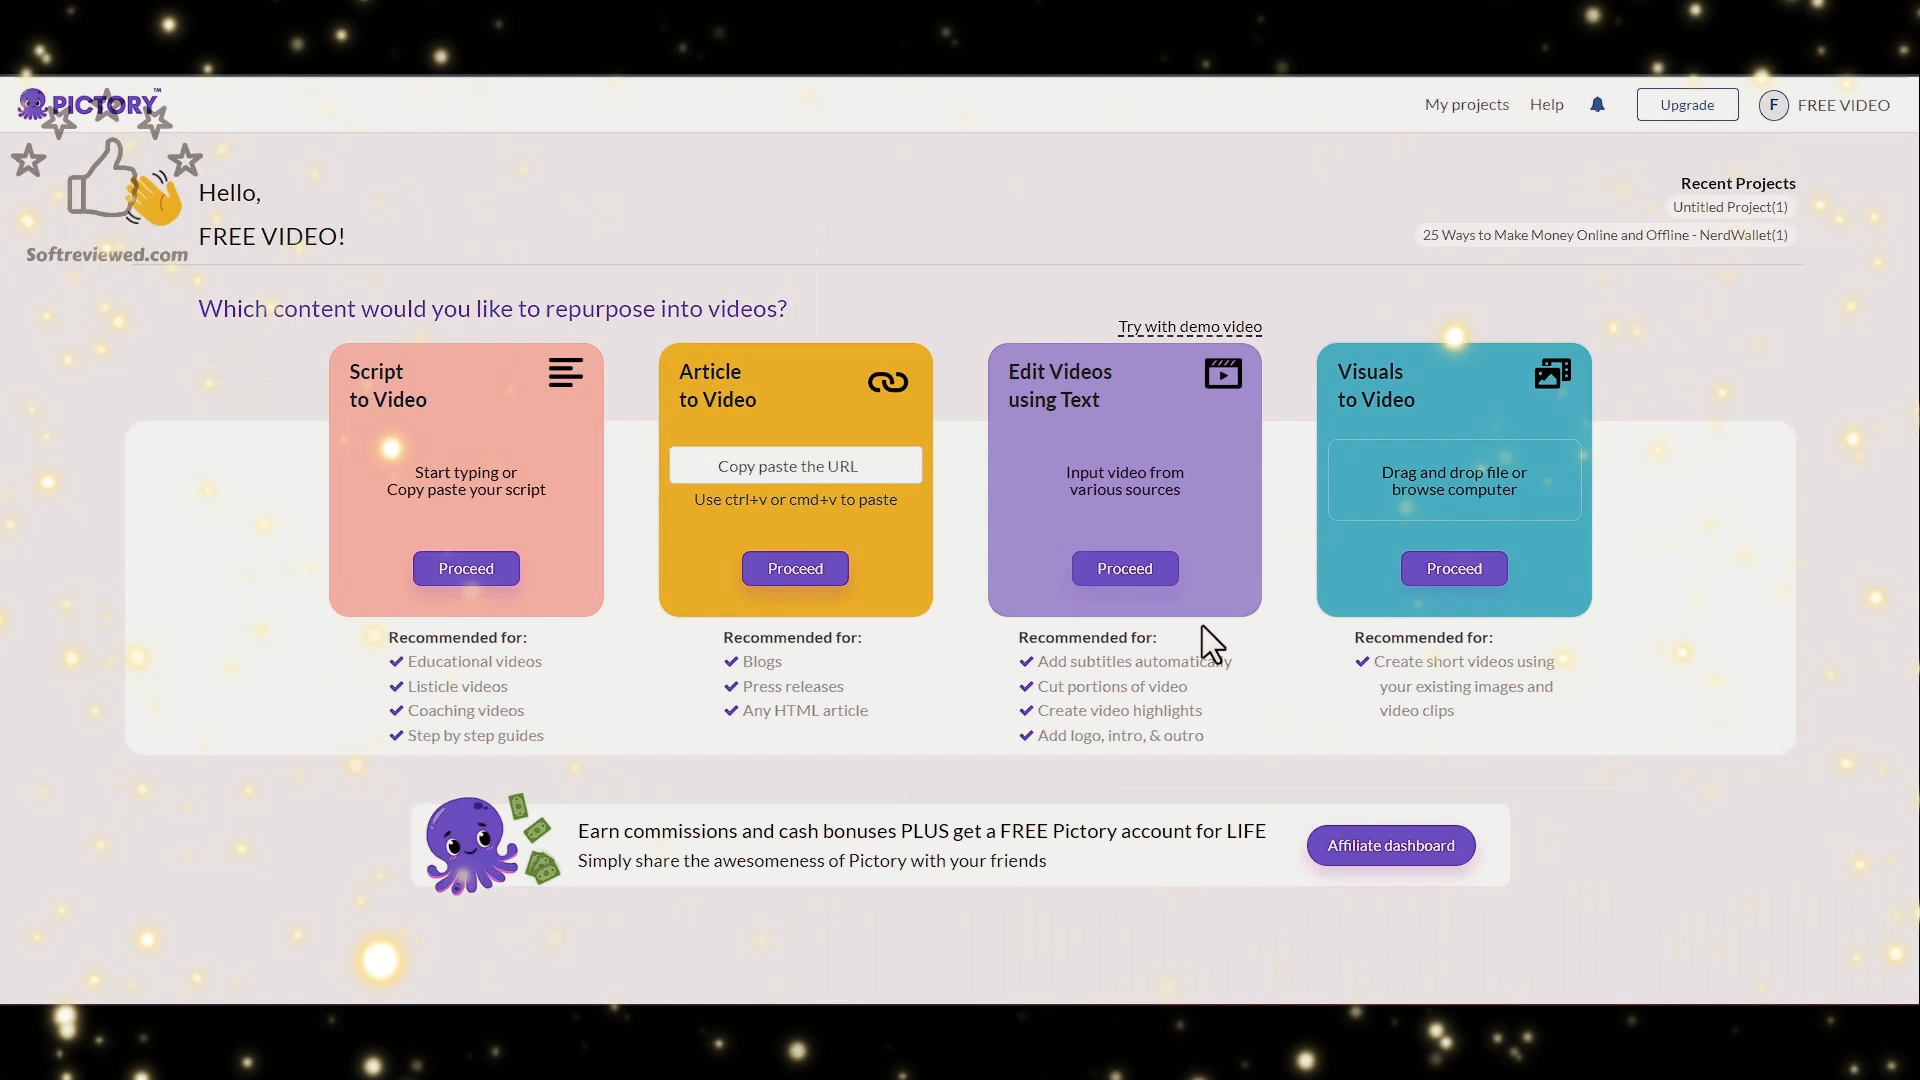 PICTORY™
My projects
Help
Upgrade
F
FREE VIDEO
Softreviewed.com
Hello,
FREE VIDEO!
Recent Projects
Untitled Project(1)
25 Ways to Make Money Online and Offline - NerdWallet(1)
Which content would you like to repurpose into videos?
Try with demo video
Script
to Video
Start typing or
Copy paste your script
Proceed
Recommended for:
Educational videos
Listicle videos
Coaching videos
Step by step guides
Article
to Video
Copy paste the URL
Use ctrl+v or cmd+v to paste
Proceed
Recommended for:
Blogs
Press releases
Any HTML article
Edit Videos
using Text
Input video from
various sources
Proceed
Recommended for:
Add subtitles automatically
Cut portions of video
Create video highlights
Add logo, intro, & outro
Visuals
to Video
Drag and drop file or
browse computer
Proceed
Recommended for:
Create short videos using
your existing images and
video clips
Earn commissions and cash bonuses PLUS get a FREE Pictory account for LIFE
Simply share the awesomeness of Pictory with your friends
Affiliate dashboard